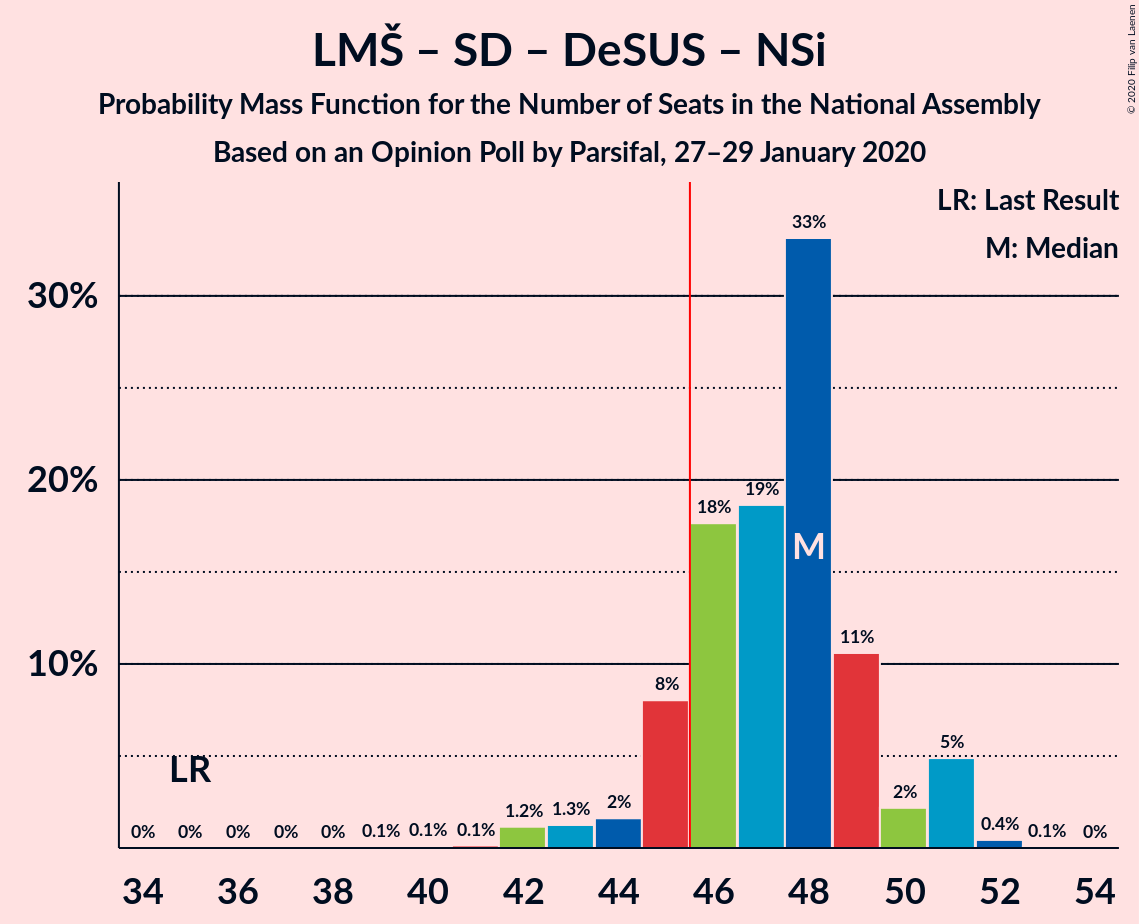 LMŠ – SD – DeSUS – NSi
Probability Mass Function for the Number of Seats in the National Assembly
Based on an Opinion Poll by Parsifal, 27–29 January 2020
© 2020 Filip van Laenen
LR: Last Result
M: Median
30%
20%
10%
33%
19%
18%
M
11%
8%
5%
LR
2%
2%
1.3%
1.2%
0.4%
0% 0% 0% 0% 0% 0.1% 0.1% 0.1% 0.1% 0%
34 36 38 40 42 44 46 48 50 52 54